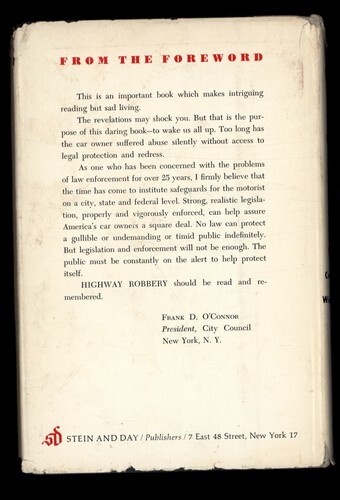 FROM THE FOREWORD
This is an important book which makes intriguing
reading but sad living.
The revelations may shock you. But that is the pur-
pose of this daring book—to wake us all up. Too long has
the car owner suffered abuse silently without access to
legal protection and redress.
As one who has been concerned with the problems
of law enforcement for over 25 years, I firmly believe that
the time has come to institute safeguards for the motorist
on a city, state and federal level. Strong, realistic legisla-
tion, properly and vigorously enforced, can help assure
America's car owners a square deal. No law can protect
a gullible or undemanding or timid public indefinitely.
But legislation and enforcement will not be enough. The
public must be constantly on the alert to help protect
itself.
HIGHWAY ROBBERY should be read and re-
membered.
FRANK D. O'CONNOR
President, City Council
New York, N. Y.
STEIN AND DAY / Publishers / 7 East 48 Street, New York 17